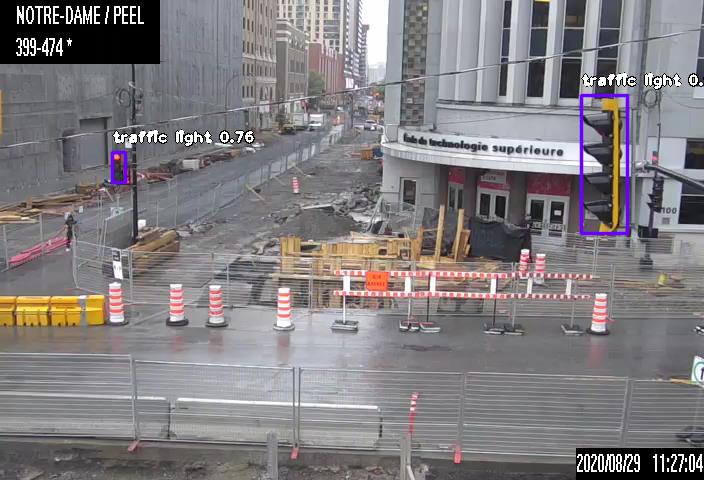 NOTRE-DAME / PEEL
399-474 *
traffic light 0.76
traffic light 0.
École de technologie supérieure
1100
2020/08/29 11:27:04